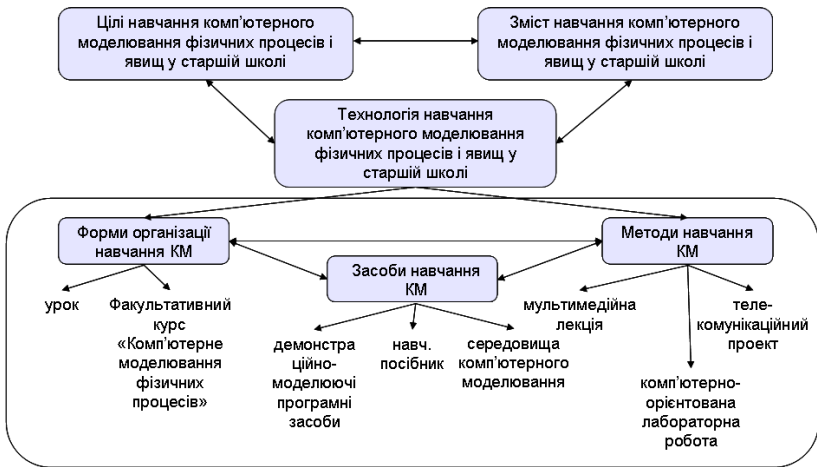 Цілі навчання комп'ютерного
моделювання фізичних процесів і
явищ у старшій школі
Зміст навчання комп'ютерного
моделювання фізичних процесів і
явищ у старшій школі
Технологія навчання
комп'ютерного моделювання
фізичних процесів і явищ у
старшій школі
Форми організації
навчання КМ
Засоби навчання
КМ
Методи навчання
КМ
урок
Факультативний
курс
«Комп'ютерне
моделювання
фізичних
процесів»
демонстра
ційно-
моделюючі
програмні
засоби
навч.
посібник
середовища
комп'ютерного
моделювання
мультимедійна
лекція
комп'ютерно-
орієнтована
лабораторна
робота
теле-
комунікаційний
проект